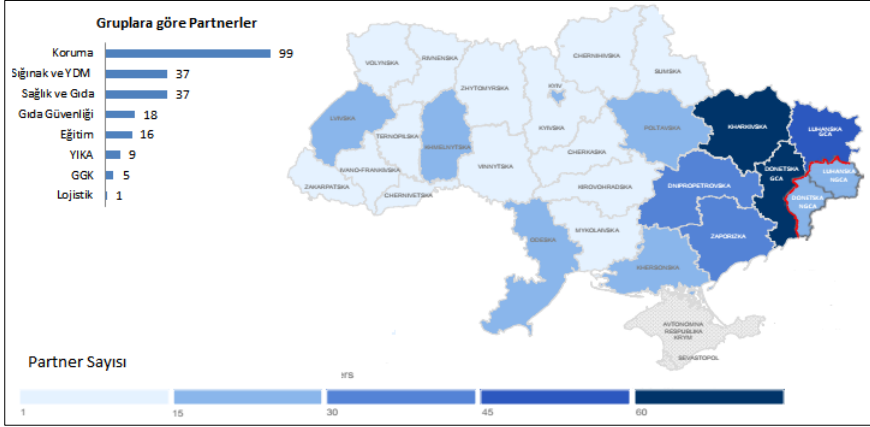 Gruplara göre Partnerler
Koruma 99
Sığınak ve YDM 37
Sağlık ve Gıda 37
Gıda Güvenliği 18
Eğitim 16
YIKA 9
GGK 5
Lojistik 1
VOLYNSKA
RIVNENSKA
ZHYTOMYRSKA
KYIV
CHERNIHIVSKA
SUMSKA
LVIVSKA
TERNOPILSKA
KHMELNYTSKA
KYIVSKA
POLTAVSKA
KHARKIVSKA
LUHANSKA
GCA
IVANO-FRANKIVSKA
VINNYTSKA
CHERKASKA
DONETSKA
GCA
LUHANSKA
NGCA
ZAKARPATSKA
CHERNIVETSKA
KIROVOHRADSKA
DNIPROPETROVSKA
DONETSKA
NGCA
ODESKA
MYKOLAIVSKA
ZAPORIZKA
KHERSONSKA
AVTONOMNA
RESPUBLIKA
KRYM
SEVASTOPOL
Partner Sayısı
1 15 30 45 60